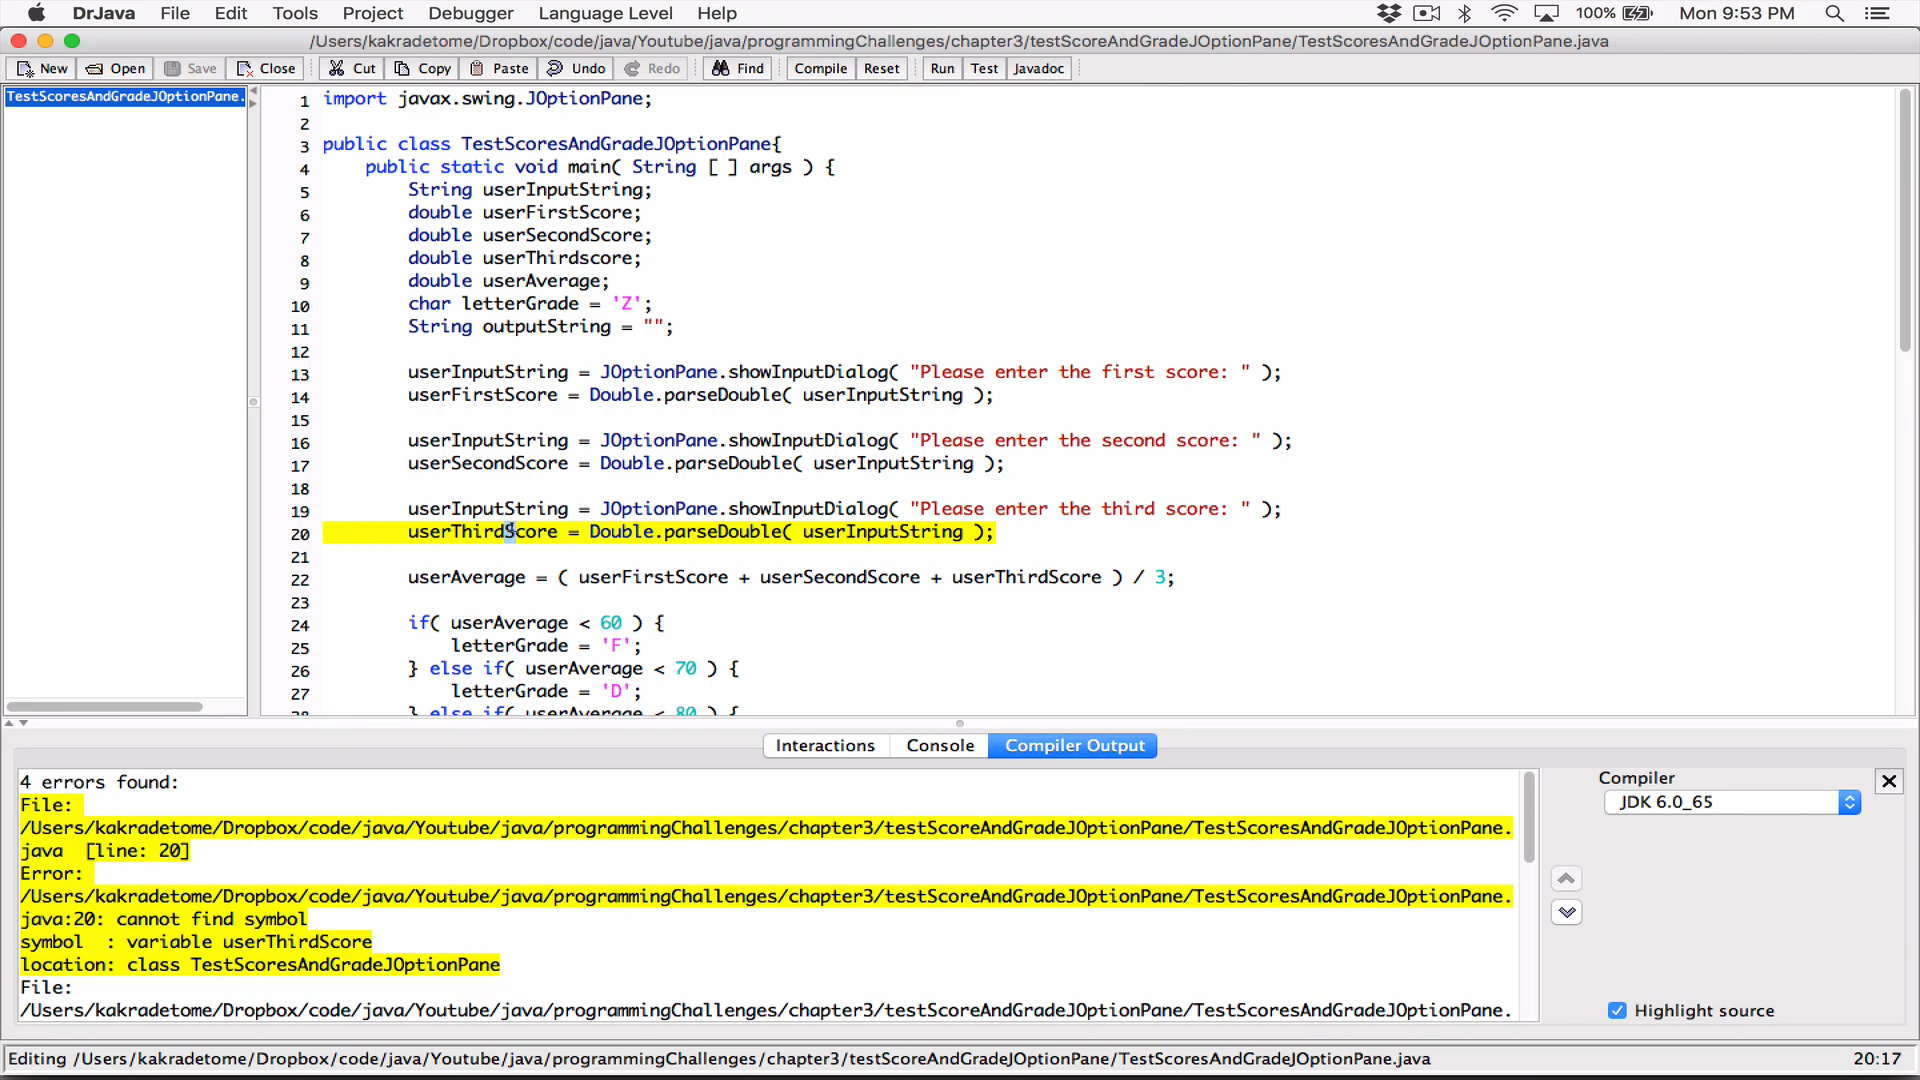 DrJava File Edit Tools Project Debugger Language Level Help 100% Mon 9:53 PM
/Users/kakradetome/Dropbox/code/java/Youtube/java/programmingChallenges/chapter3/testScoreAndGradeJOptionPane/TestScoresAndGradeJOptionPane.java
New Open Save Close Cut Copy Paste Undo Redo Find Compile Reset Run Test Javadoc
TestScoresAndGradeJOptionPane.
1 import javax.swing.JOptionPane;
2
3 public class TestScoresAndGradeJOptionPane{
4 public static void main( String [ ] args ) {
5 String userInputString;
6 double userFirstScore;
7 double userSecondScore;
8 double userThirdscore;
9 double userAverage;
10 char letterGrade = 'Z';
11 String outputString = "";
12
13 userInputString = JOptionPane.showInputDialog( "Please enter the first score: " );
14 userFirstScore = Double.parseDouble( userInputString );
15
16 userInputString = JOptionPane.showInputDialog( "Please enter the second score: " );
17 userSecondScore = Double.parseDouble( userInputString );
18
19 userInputString = JOptionPane.showInputDialog( "Please enter the third score: " );
20 userThirdScore = Double.parseDouble( userInputString );
21
22 userAverage = ( userFirstScore + userSecondScore + userThirdScore ) / 3;
23
24 if( userAverage < 60 ) {
25 letterGrade = 'F';
26 } else if( userAverage < 70 ) {
27 letterGrade = 'D';
28 } else if( userAverage < 80 ) {
Interactions Console Compiler Output
4 errors found:
File:
/Users/kakradetome/Dropbox/code/java/Youtube/java/programmingChallenges/chapter3/testScoreAndGradeJOptionPane/TestScoresAndGradeJOptionPane.
java [line: 20]
Error:
/Users/kakradetome/Dropbox/code/java/Youtube/java/programmingChallenges/chapter3/testScoreAndGradeJOptionPane/TestScoresAndGradeJOptionPane.
java:20: cannot find symbol
symbol : variable userThirdScore
location: class TestScoresAndGradeJOptionPane
File:
/Users/kakradetome/Dropbox/code/java/Youtube/java/programmingChallenges/chapter3/testScoreAndGradeJOptionPane/TestScoresAndGradeJOptionPane.
Compiler
JDK 6.0_65
Highlight source
Editing /Users/kakradetome/Dropbox/code/java/Youtube/java/programmingChallenges/chapter3/testScoreAndGradeJOptionPane/TestScoresAndGradeJOptionPane.java 20:17